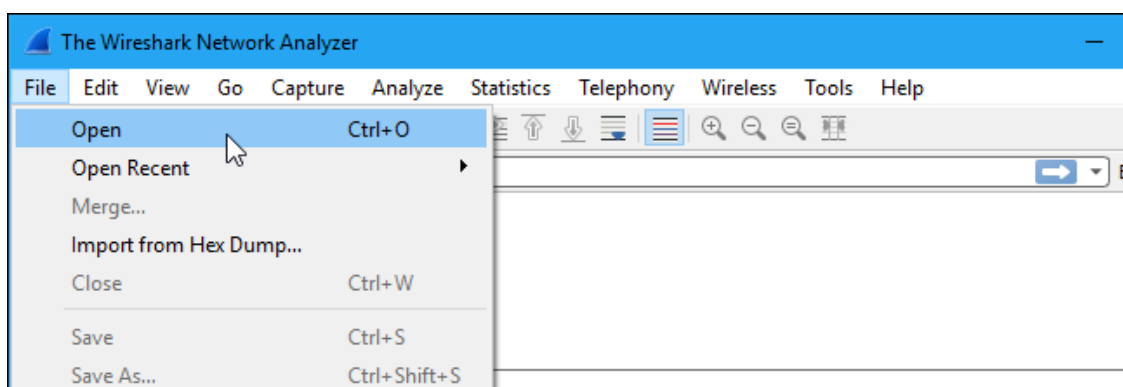 The Wireshark Network Analyzer
File Edit View Go Capture Analyze Statistics Telephony Wireless Tools Help
Open Ctrl+O
Open Recent
Merge...
Import from Hex Dump...
Close Ctrl+W
Save Ctrl+S
Save As... Ctrl+Shift+S